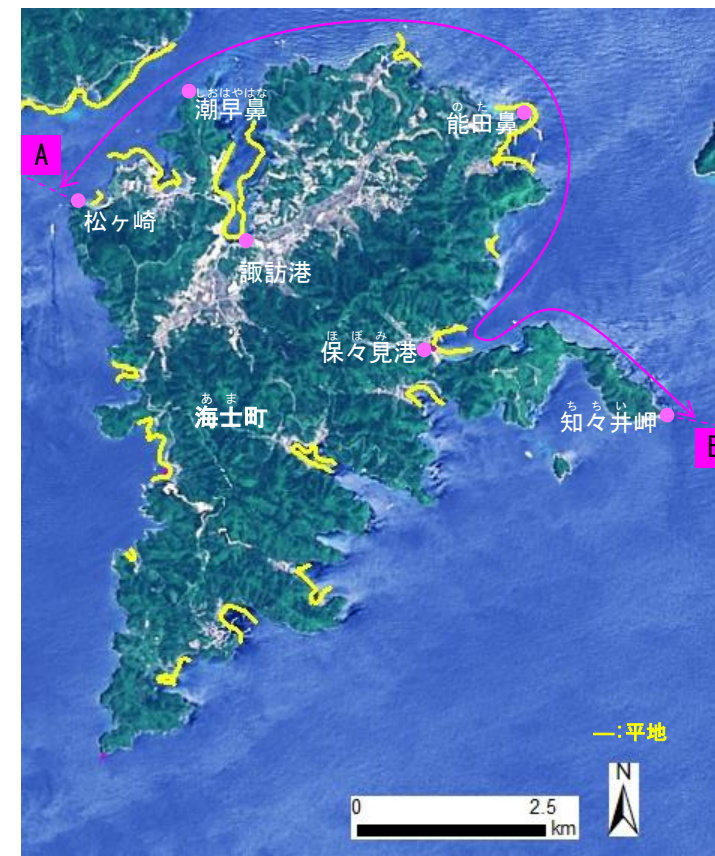 しおはやはな
潮早鼻
のた
能田鼻
A
松ヶ崎
諏訪港
ほぼみ
保々見港
あま
海士町
ちちい
知々井岬
B
—:平地
N
0 2.5
km